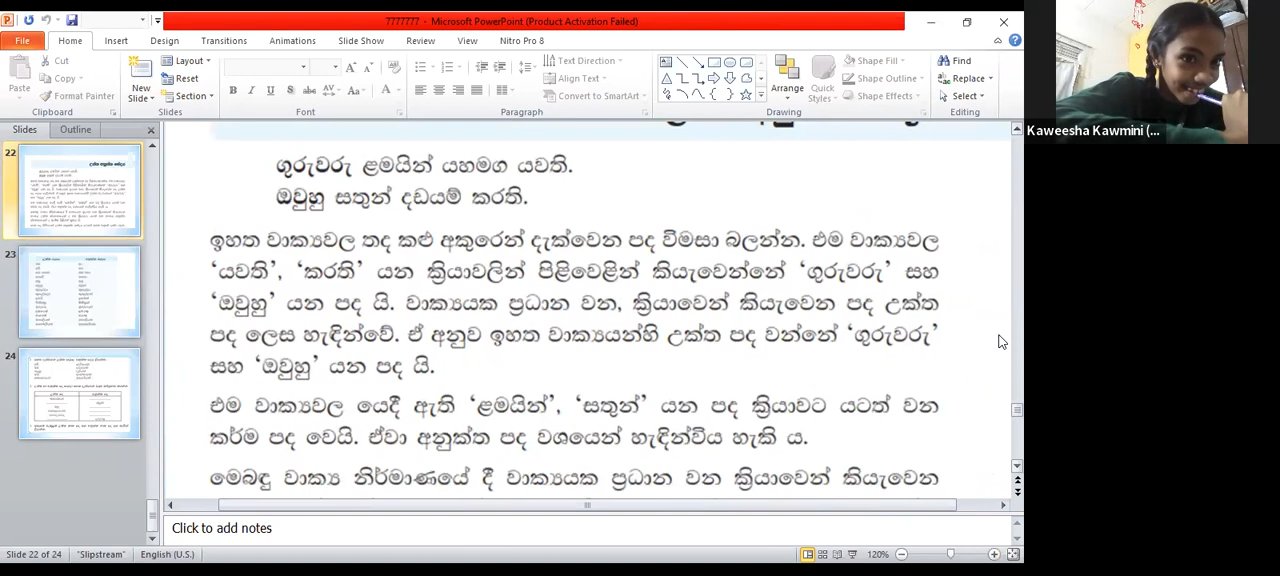 7777777 - Microsoft PowerPoint (Product Activation Failed)
File Home Insert Design Transitions Animations Slide Show Review View Nitro Pro 8
Cut
Copy
Format Painter
Paste
Clipboard
New
Slide
Layout
Reset
Section
Slides
Font
Text Direction
Align Text
Convert to SmartArt
Paragraph
Arrange
Quick
Styles
Shape Fill
Shape Outline
Shape Effects
Drawing
Find
Replace
Select
Editing
Kaweesha Kawmini (...
Slides Outline
22
23
24
ගුරුවරු ළමයින් යහමග යවති.
ඔවුහු සතුන් දඩයම් කරති.
ඉහත වාක්‍යවල තද කළු අකුරෙන් දැක්වෙන පද විමසා බලන්න. එම වාක්‍යවල
‘යවති’, ‘කරති’ යන ක්‍රියාවලින් පිළිවෙළින් කියැවෙන්නේ ‘ගුරුවරු’ සහ
‘ඔවුහු’ යන පද යි. වාක්‍යයක ප්‍රධාන වන, ක්‍රියාවෙන් කියැවෙන පද උක්ත
පද ලෙස හැඳින්වේ. ඒ අනුව ඉහත වාක්‍යයන්හි උක්ත පද වන්නේ ‘ගුරුවරු’
සහ ‘ඔවුහු’ යන පද යි.
එම වාක්‍යවල යෙදී ඇති ‘ළමයින්’, ‘සතුන්’ යන පද ක්‍රියාවට යටත් වන
කර්ම පද වෙයි. ඒවා අනුක්ත පද වශයෙන් හැඳින්විය හැකි ය.
මෙබඳු වාක්‍ය නිර්මාණයේ දී වාක්‍යයක ප්‍රධාන වන ක්‍රියාවෙන් කියැවෙන
Click to add notes
Slide 22 of 24 "Slipstream" English (U.S.) 120%